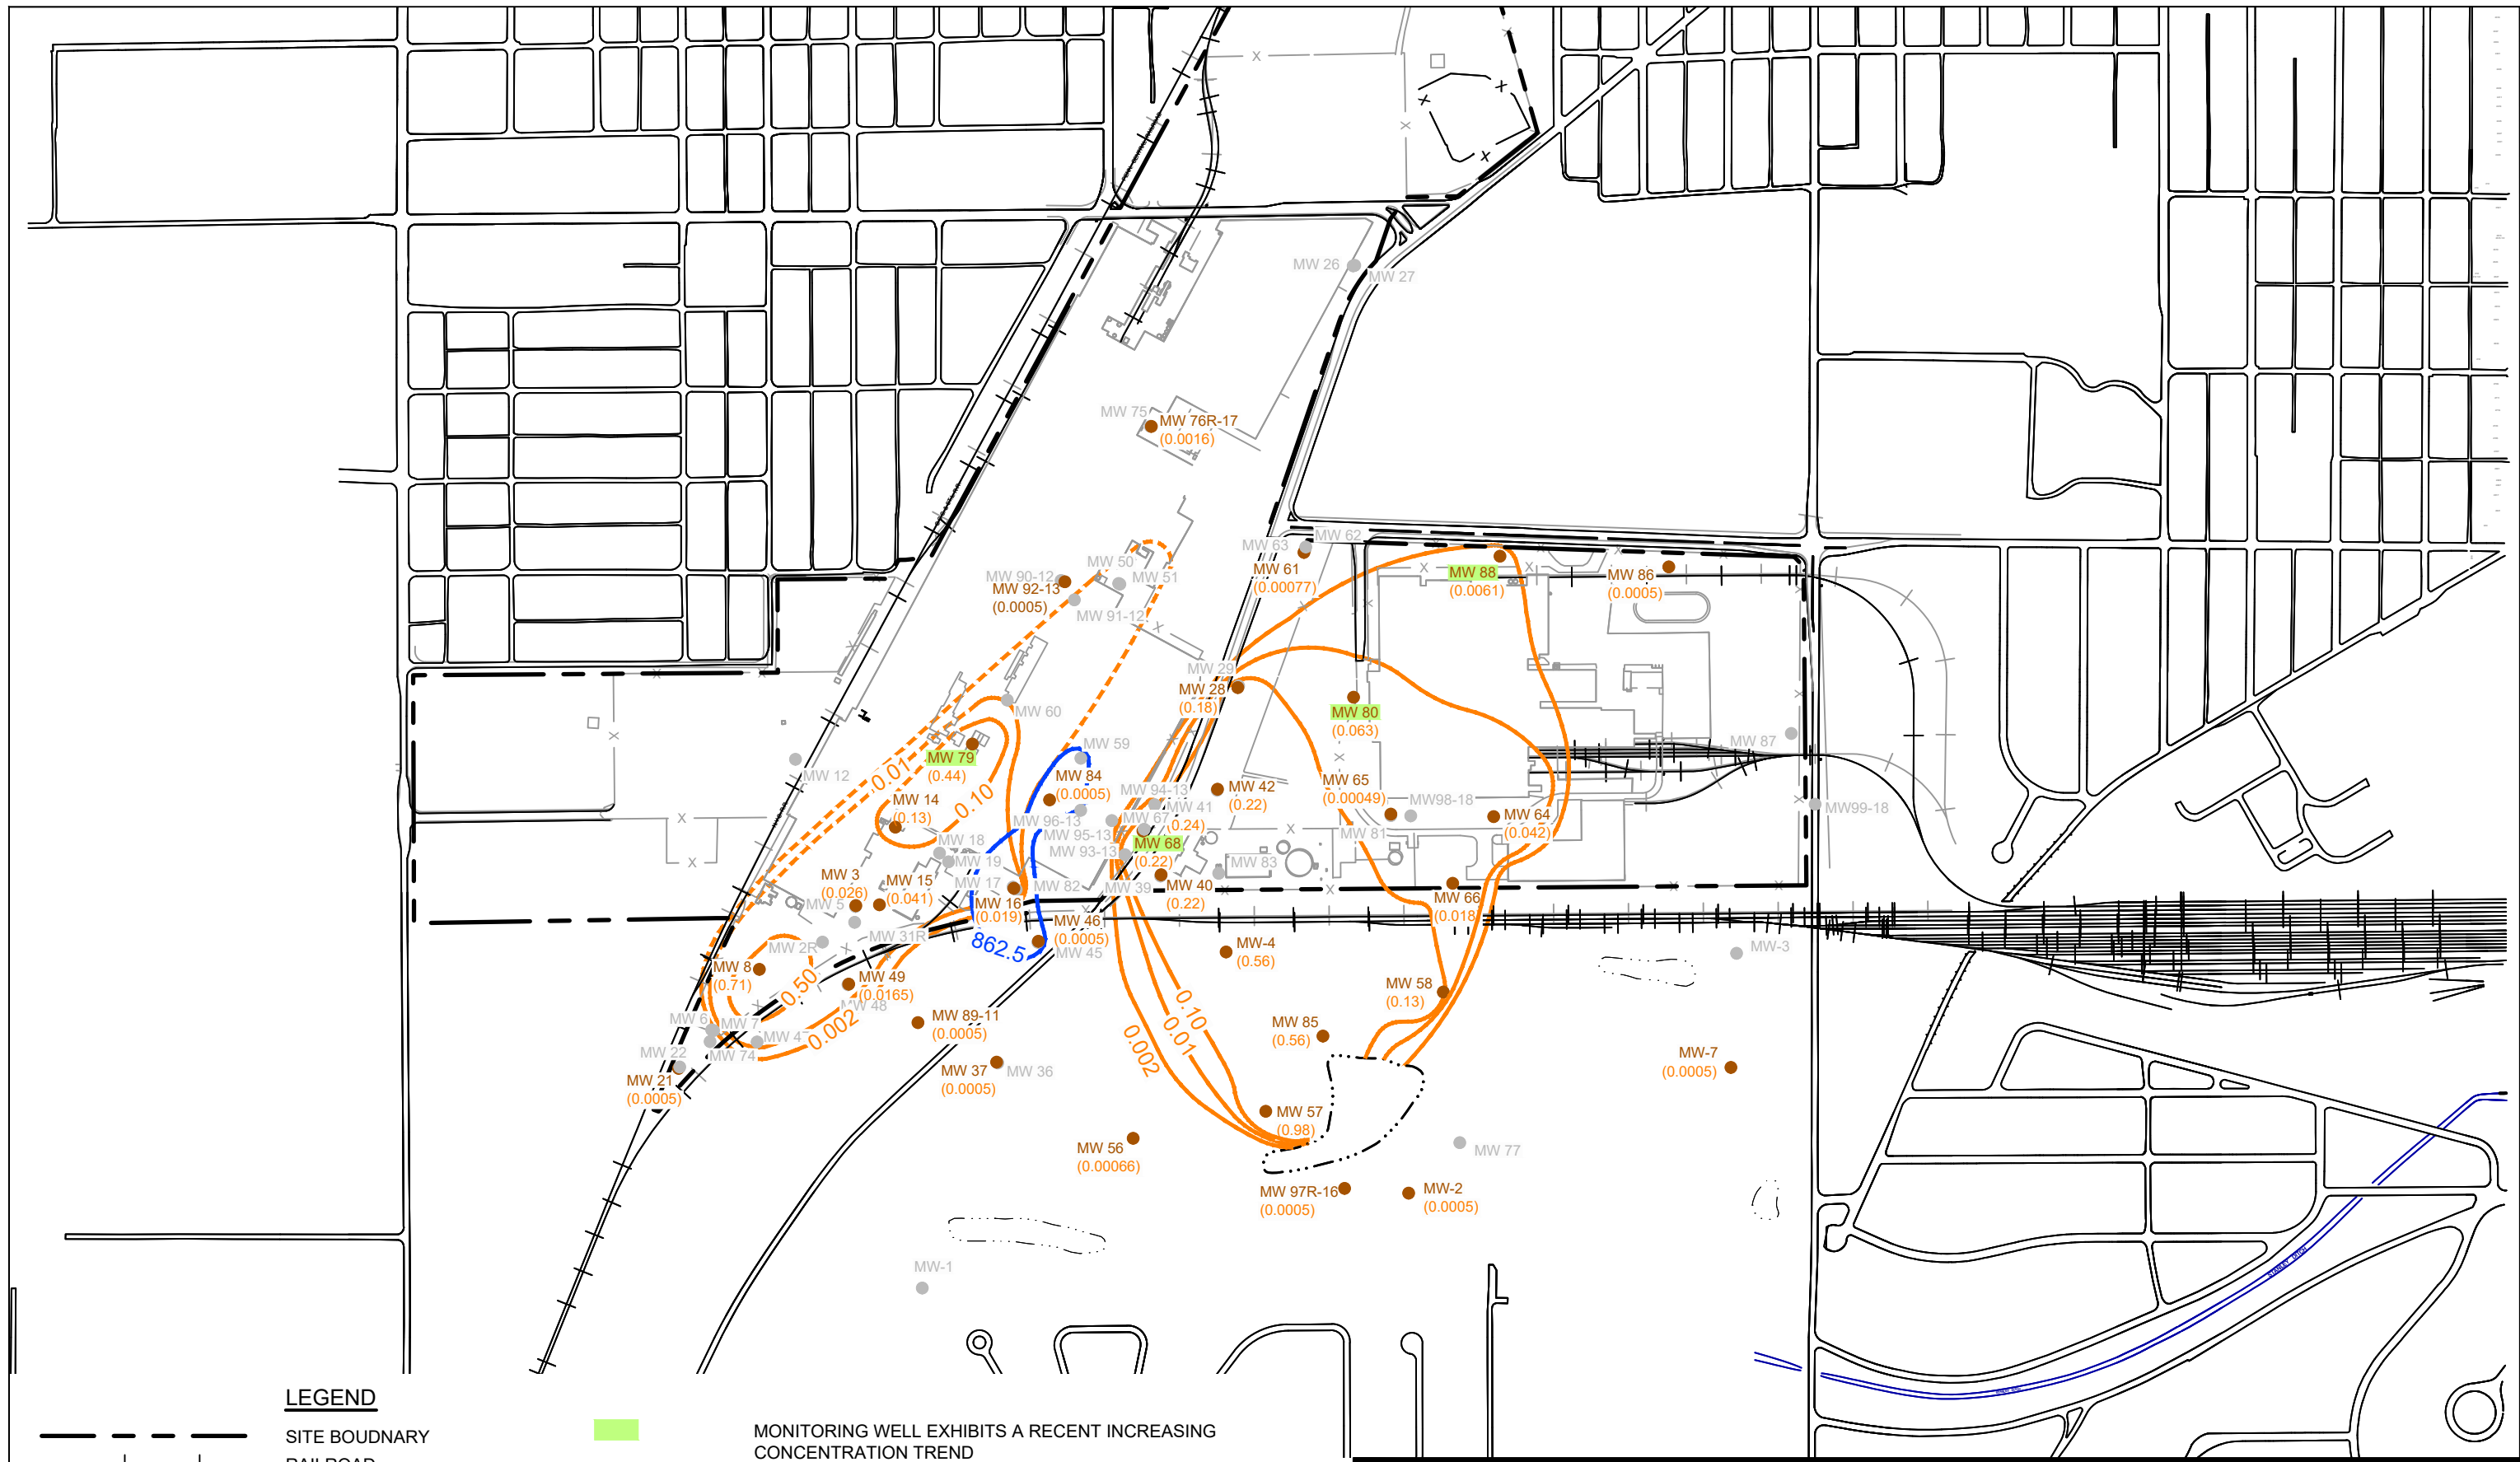 MW 26
MW 27
MW 75
MW 76R-17
(0.0016)
MW 62
MW 63
MW 61
(0.00077)
MW 88
(0.0061)
MW 86
(0.0005)
MW 50
MW 51
MW 90-12
MW 92-13
(0.0005)
MW 91-12
MW 29
MW 28
(0.18)
MW 80
(0.063)
MW 60
MW 59
MW 87
MW 12
MW 79
(0.44)
0.01
0.10
MW 84
(0.0005)
MW 14
(0.13)
MW 94-13
MW 41
(0.24)
MW 42
(0.22)
MW 65
(0.00049)
MW98-18
MW 64
(0.042)
MW99-18
MW 96-13
MW 67
MW 95-13
MW 81
MW 68
(0.22)
MW 93-13
MW 18
MW 19
MW 83
MW 3
(0.026)
MW 15
(0.041)
MW 17
MW 82
MW 39
MW 40
(0.22)
MW 5
MW 16
(0.019)
MW 66
(0.018
MW 46
(0.0005)
MW 45
MW 31R
862.5
MW 2R
MW-4
(0.56)
MW-3
MW 8
(0.71)
0.50
MW 49
(0.0165)
MW 48
MW 58
(0.13)
0.10
0.01
0.002
MW 6
MW 7
MW 47
0.002
MW 89-11
(0.0005)
MW 85
(0.56)
MW 22
MW 74
MW 21
(0.0005)
MW 37
(0.0005)
MW 36
MW-7
(0.0005)
MW 57
(0.98)
MW 56
(0.00066)
MW 77
MW 97R-16
(0.0005)
MW-2
(0.0005)
MW-1
LEGEND
SITE BOUDNARY
RAILROAD
MONITORING WELL EXHIBITS A RECENT INCREASING
CONCENTRATION TREND